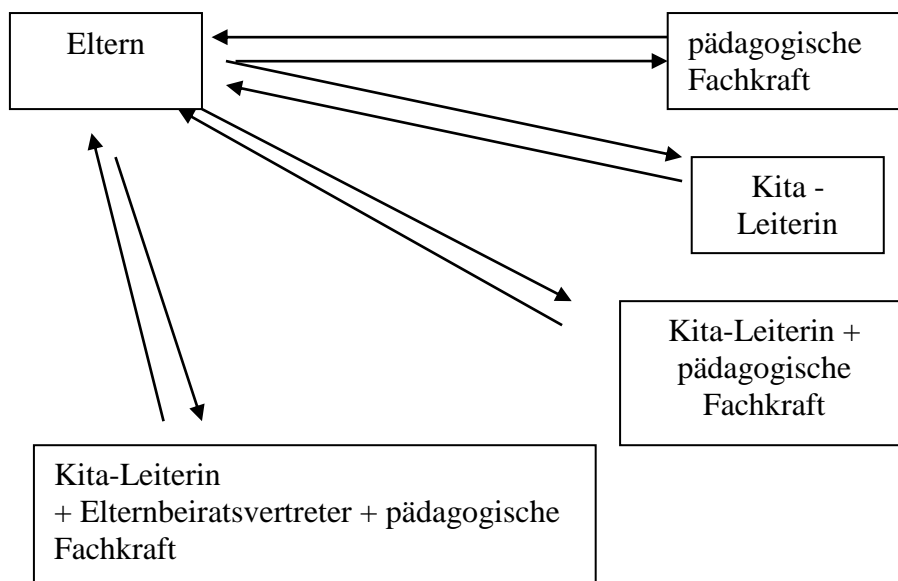 Eltern
pädagogische
Fachkraft
Kita -
Leiterin
Kita-Leiterin +
pädagogische
Fachkraft
Kita-Leiterin
+ Elternbeiratsvertreter + pädagogische
Fachkraft